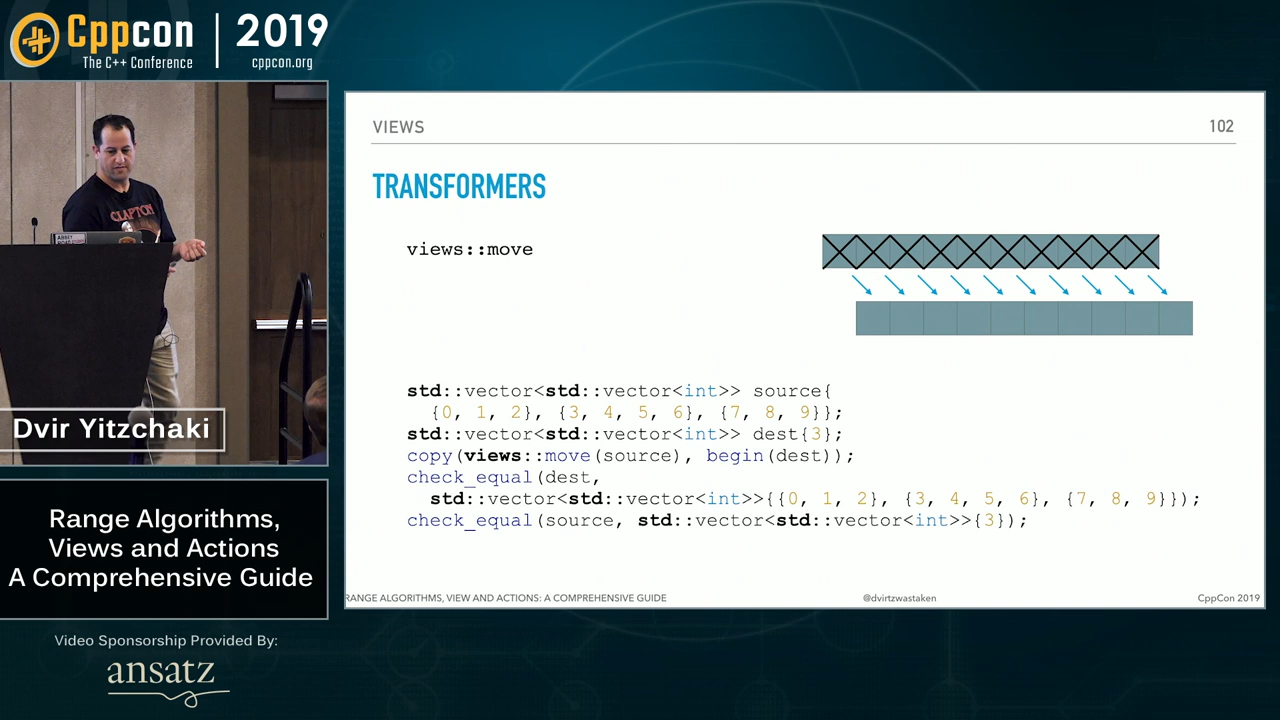 Cppcon
The C++ Conference
2019
cppcon.org
CLAPTON
Dvir Yitzchaki
Range Algorithms,
Views and Actions
A Comprehensive Guide
Video Sponsorship Provided By:
ansatz
VIEWS
102
TRANSFORMERS
views::move
std::vector<std::vector<int>> source{
{0, 1, 2}, {3, 4, 5, 6}, {7, 8, 9}};
std::vector<std::vector<int>> dest{3};
copy(views::move(source), begin(dest));
check_equal(dest,
std::vector<std::vector<int>>{{0, 1, 2}, {3, 4, 5, 6}, {7, 8, 9}});
check_equal(source, std::vector<std::vector<int>>{3});
RANGE ALGORITHMS, VIEW AND ACTIONS: A COMPREHENSIVE GUIDE
@dvirtzwastaken
CppCon 2019